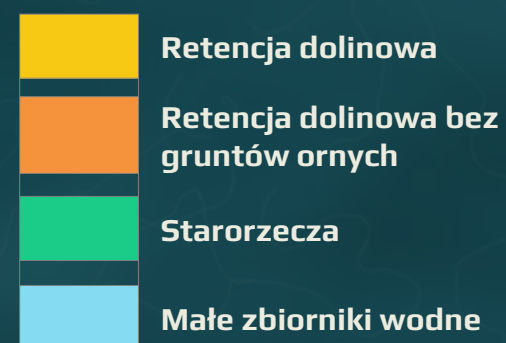 Retencja dolinowa
Retencja dolinowa bez
gruntów ornych
Starorzecza
Małe zbiorniki wodne